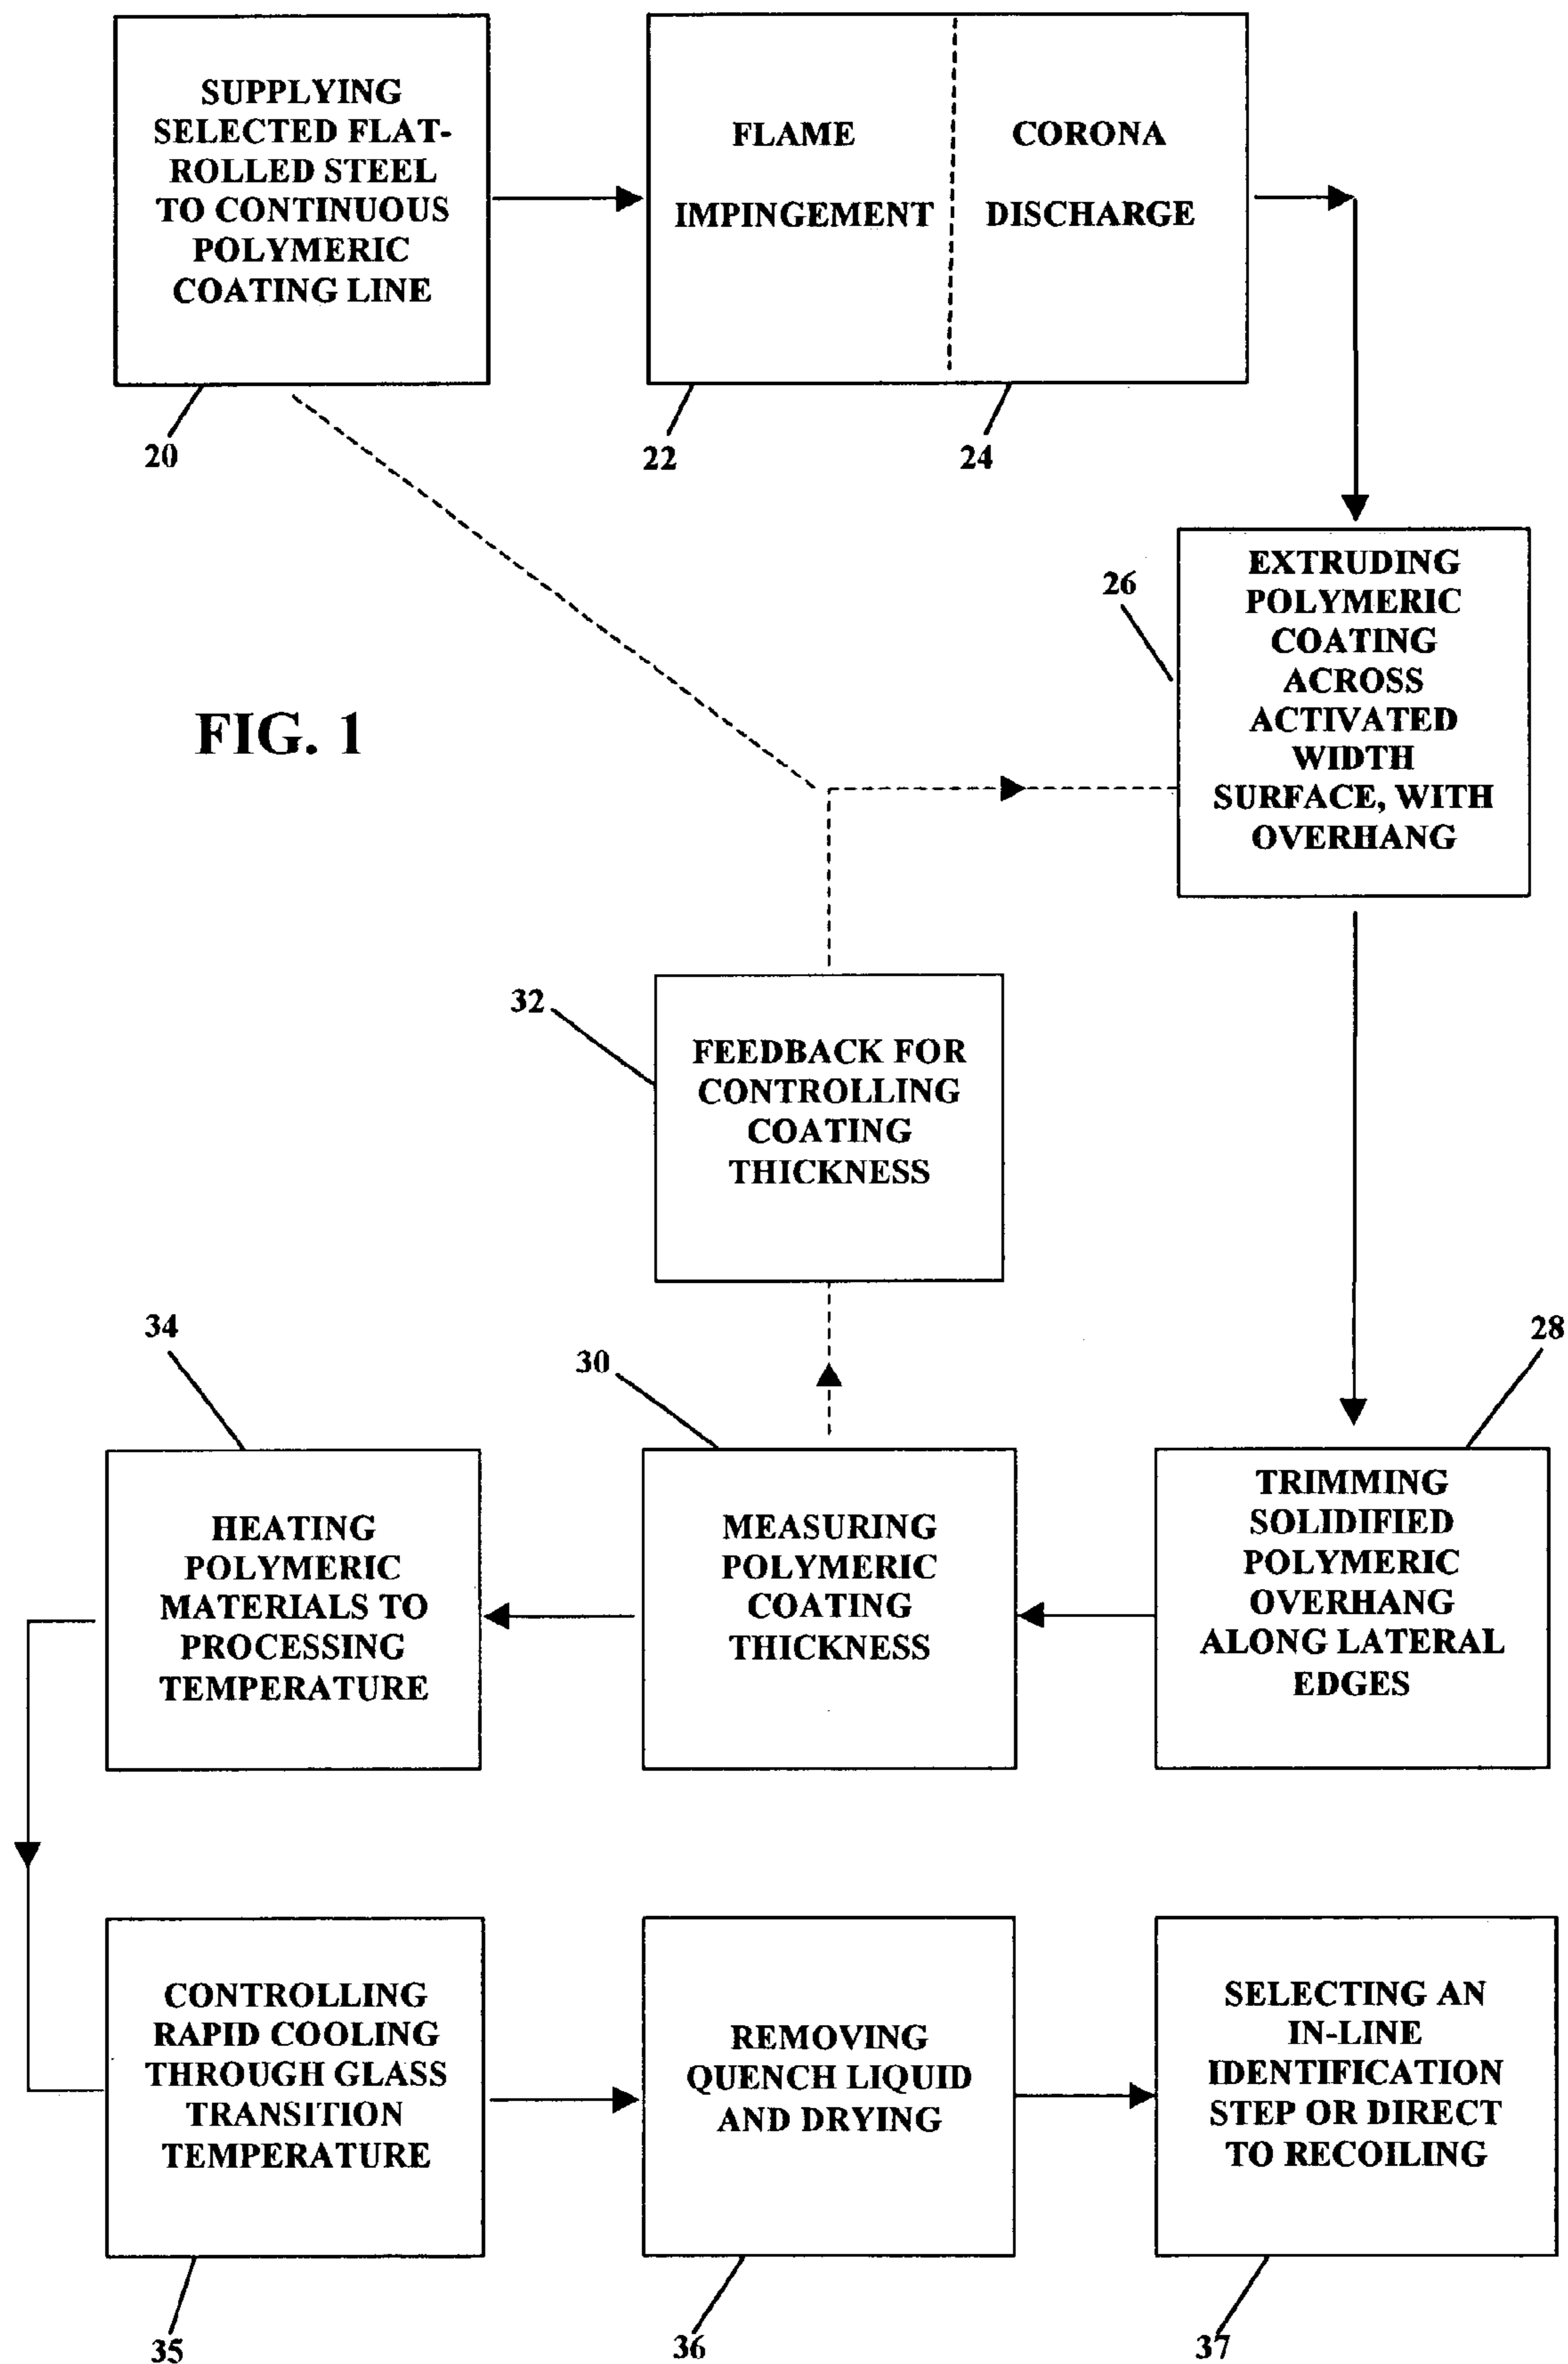 SUPPLYING
SELECTED FLAT-
ROLLED STEEL
TO CONTINUOUS
POLYMERIC
COATING LINE
20
FLAME
IMPINGEMENT
22
CORONA
DISCHARGE
24
26
EXTRUDING
POLYMERIC
COATING
ACROSS
ACTIVATED
WIDTH
SURFACE, WITH
OVERHANG
FIG. 1
32
FEEDBACK FOR
CONTROLLING
COATING
THICKNESS
28
TRIMMING
SOLIDIFIED
POLYMERIC
OVERHANG
ALONG LATERAL
EDGES
30
MEASURING
POLYMERIC
COATING
THICKNESS
34
HEATING
POLYMERIC
MATERIALS TO
PROCESSING
TEMPERATURE
CONTROLLING
RAPID COOLING
THROUGH GLASS
TRANSITION
TEMPERATURE
35
REMOVING
QUENCH LIQUID
AND DRYING
36
SELECTING AN
IN-LINE
IDENTIFICATION
STEP OR DIRECT
TO RECOILING
37